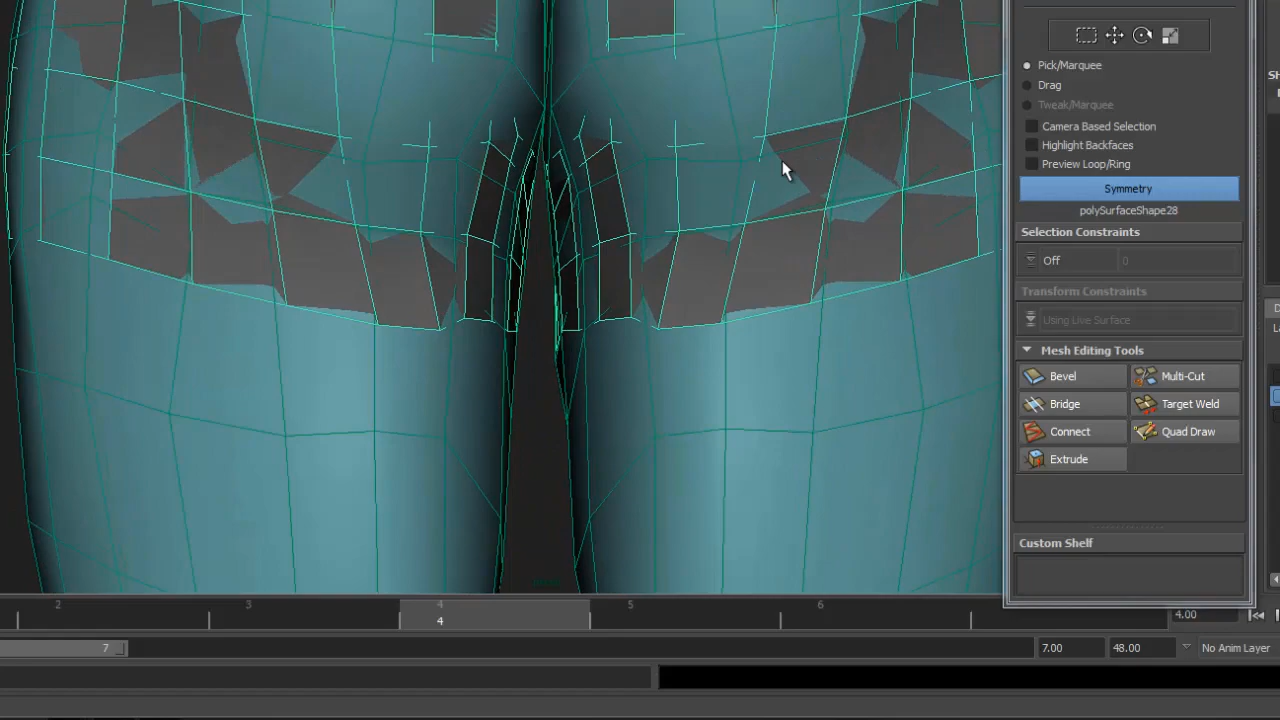 Pick/Marquee
Drag
Tweak/Marquee
Camera Based Selection
Highlight Backfaces
Preview Loop/Ring
Symmetry
polySurfaceShape28
Selection Constraints
Off 0
Transform Constraints
Using Live Surface
Mesh Editing Tools
Bevel Multi-Cut
Bridge Target Weld
Connect Quad Draw
Extrude
Custom Shelf
2 3 4 5 6
4 4.00
7 7.00 48.00 No Anim Layer